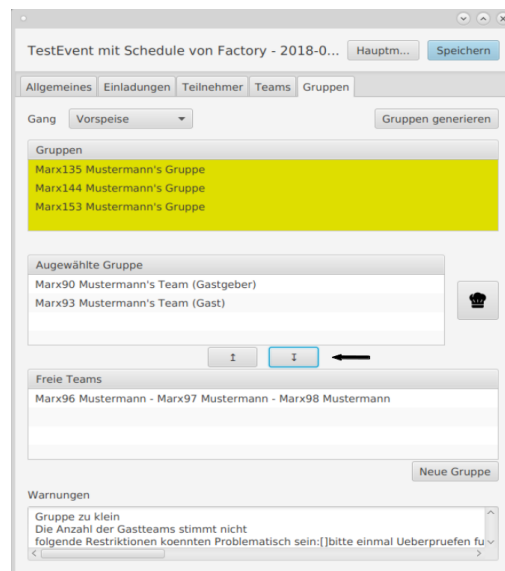 TestEvent mit Schedule von Factory - 2018-0...
Hauptm...
Speichern
Allgemeines
Einladungen
Teilnehmer
Teams
Gruppen
Gang
Vorspeise
Gruppen generieren
Gruppen
Marx135 Mustermann's Gruppe
Marx144 Mustermann's Gruppe
Marx153 Mustermann's Gruppe
Augewählte Gruppe
Marx90 Mustermann's Team (Gastgeber)
Marx93 Mustermann's Team (Gast)
Freie Teams
Marx96 Mustermann - Marx97 Mustermann - Marx98 Mustermann
Neue Gruppe
Warnungen
Gruppe zu klein
Die Anzahl der Gastteams stimmt nicht
folgende Restriktionen koennten Problematisch sein:[]bitte einmal Ueberpruefen fu